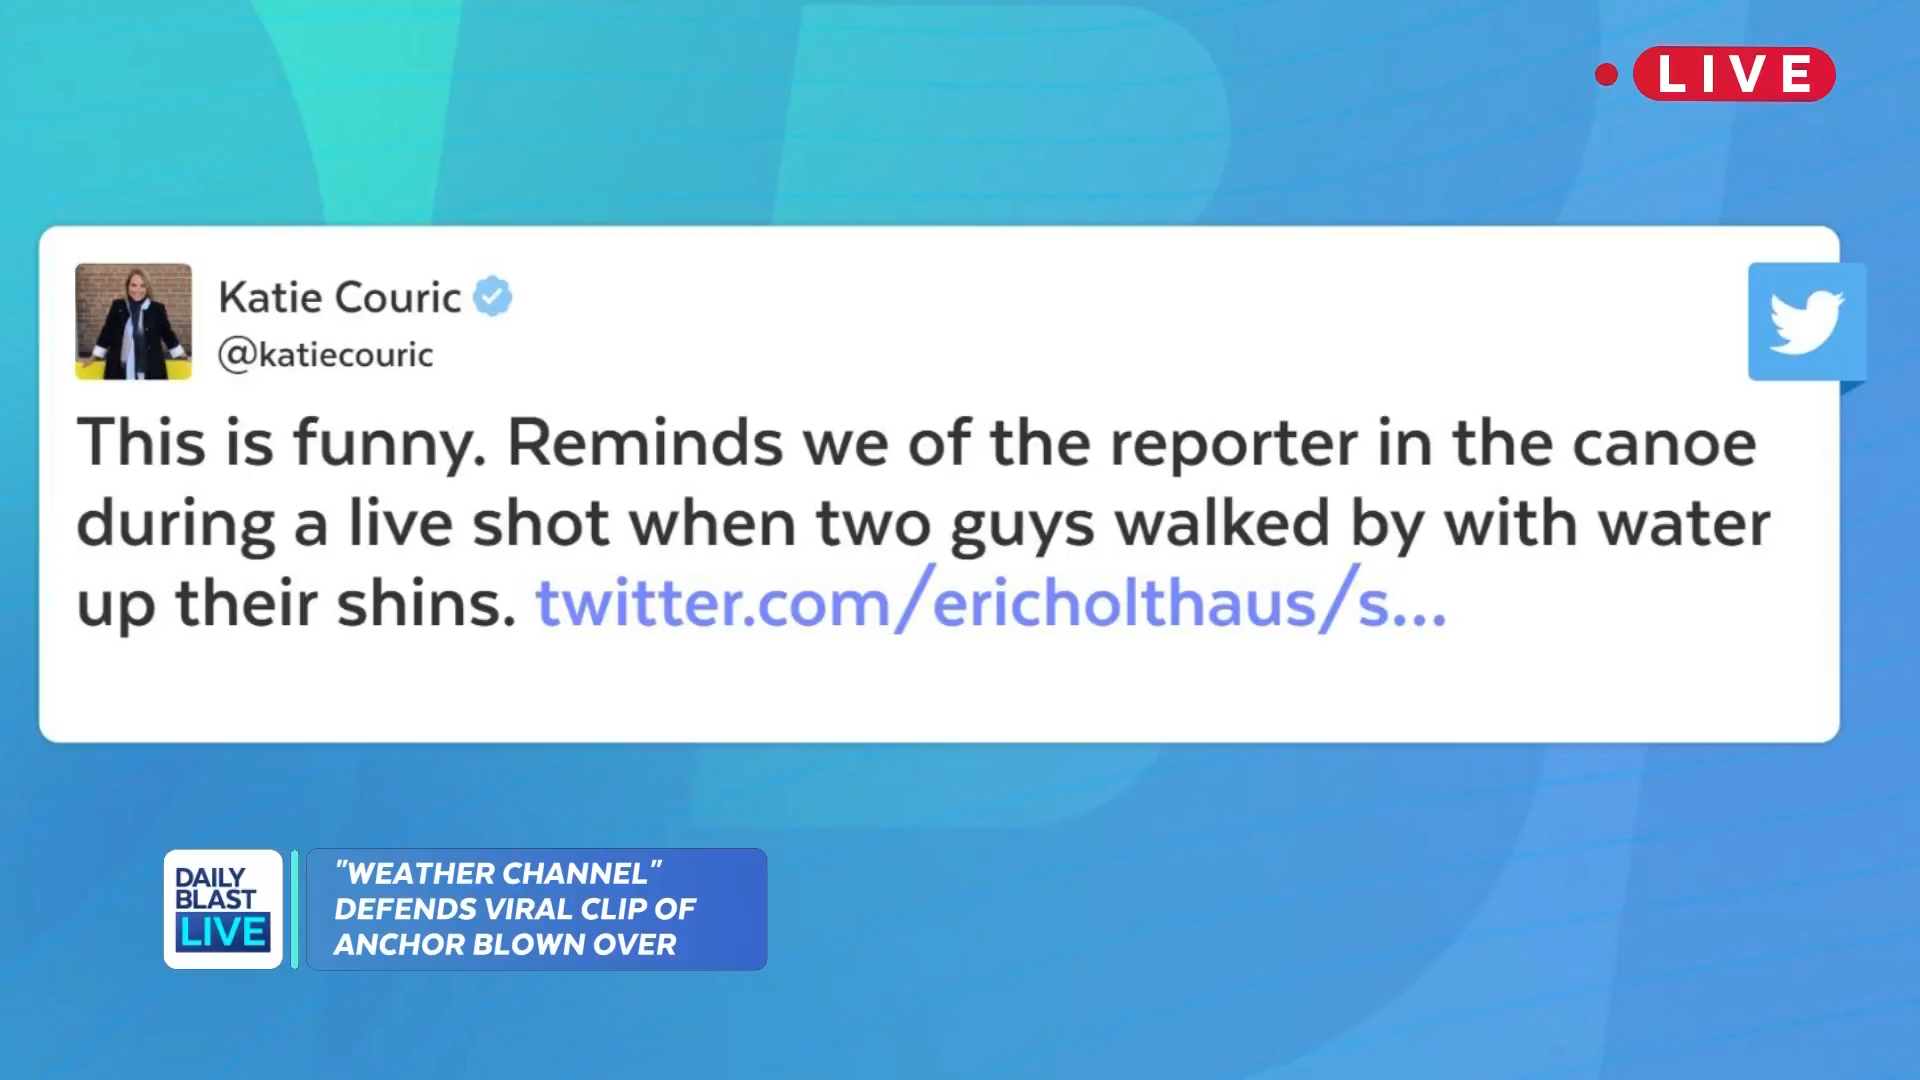 LIVE
Katie Couric
@katiecouric
This is funny. Reminds we of the reporter in the canoe
during a live shot when two guys walked by with water
up their shins. twitter.com/ericholthaus/s...
DAILY
BLAST
LIVE
"WEATHER CHANNEL"
DEFENDS VIRAL CLIP OF
ANCHOR BLOWN OVER